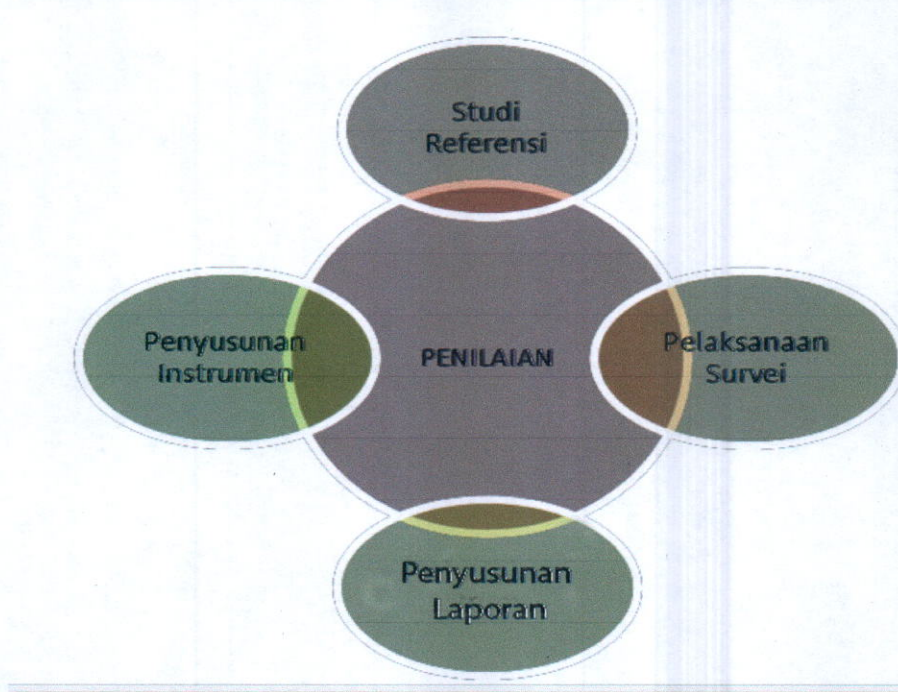 Studi
Referensi
Penyusunan
Instrumen
PENILAIAN
Pelaksanaan
Survei
Penyusunan
Laporan